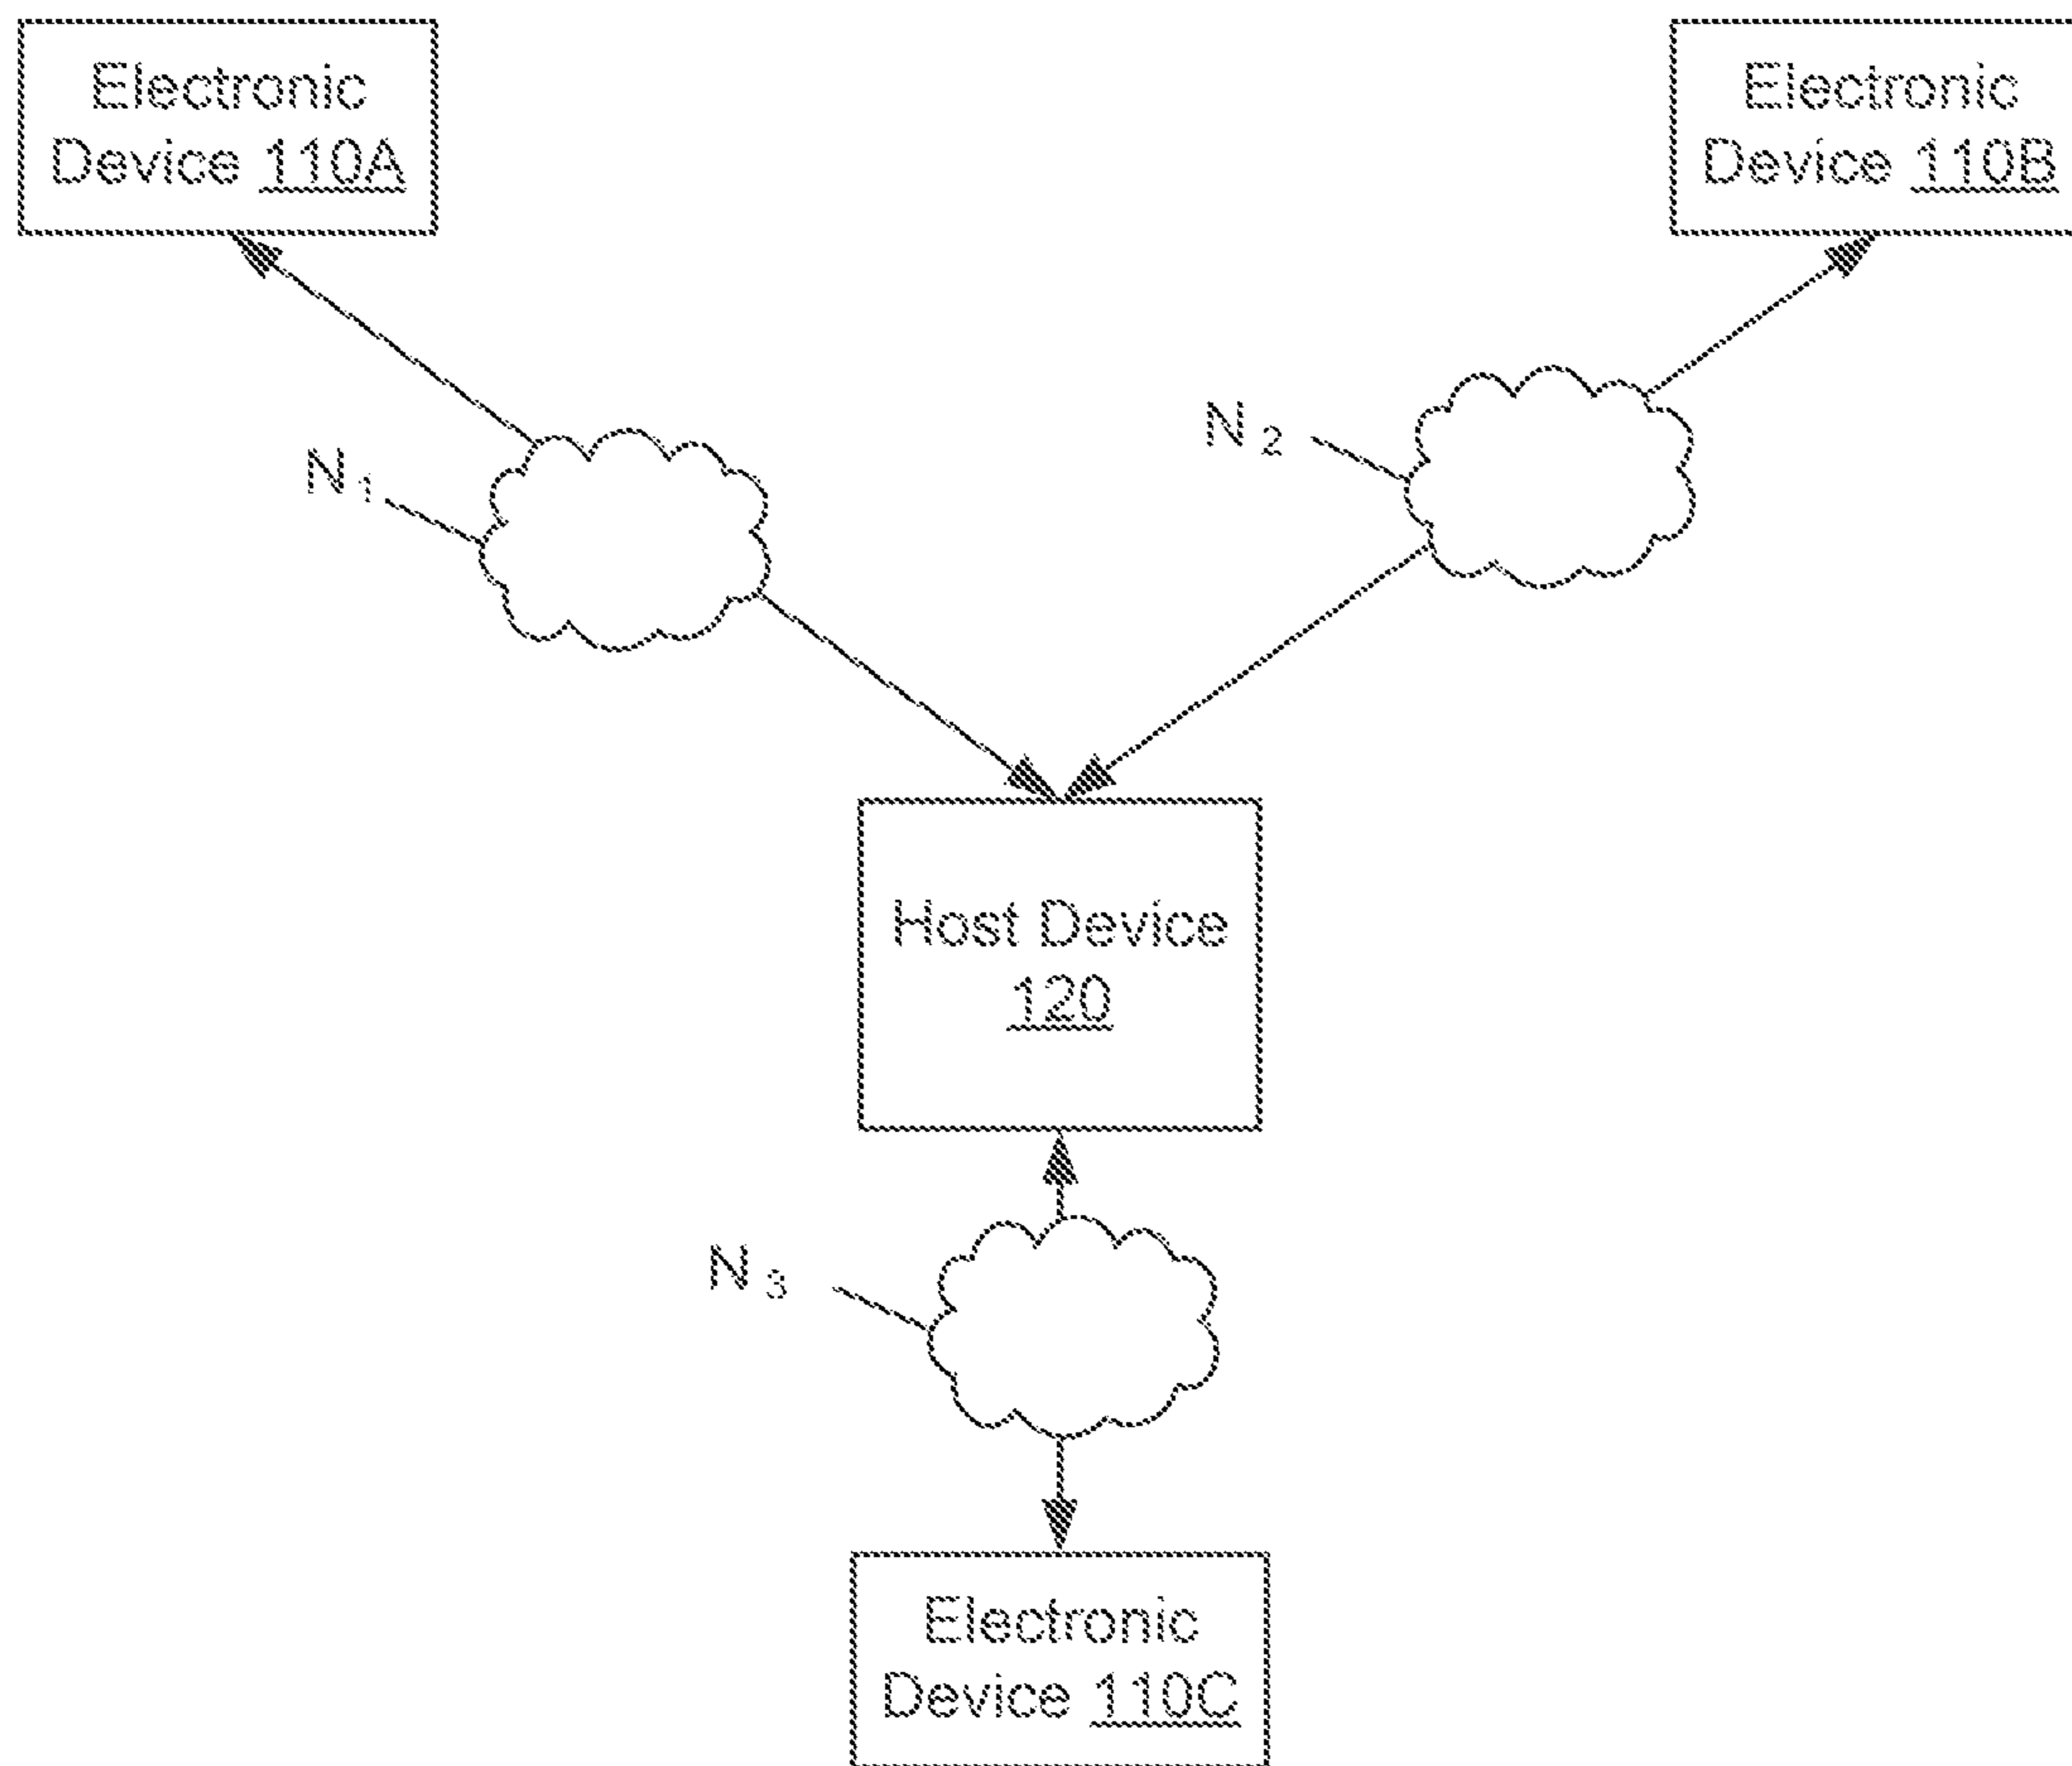 Electronic
Device 110A
Electronic
Device 110B
N1
N2
Host Device
120
N3
Electronic
Device 110C